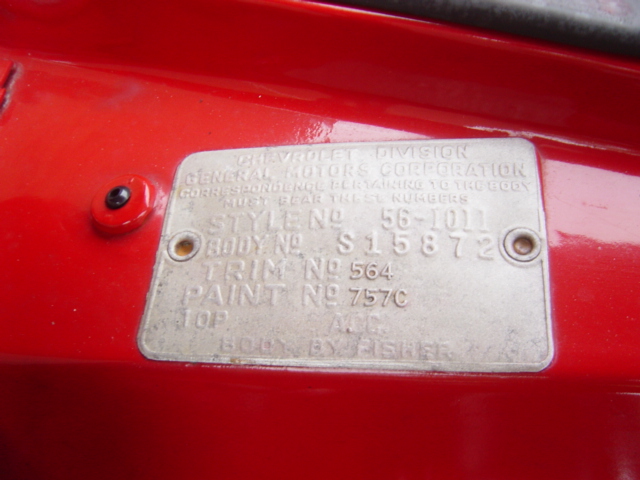 CHEVROLET DIVISION
GENERAL MOTORS CORPORATION
CORRESPONDENCE PERTAINING TO THE BODY
MUST BEAR THESE NUMBERS
STYLE No 56-1011
BODY No S15872
TRIM No 564
PAINT No 757C
TOP ACC.
BODY BY FISHER